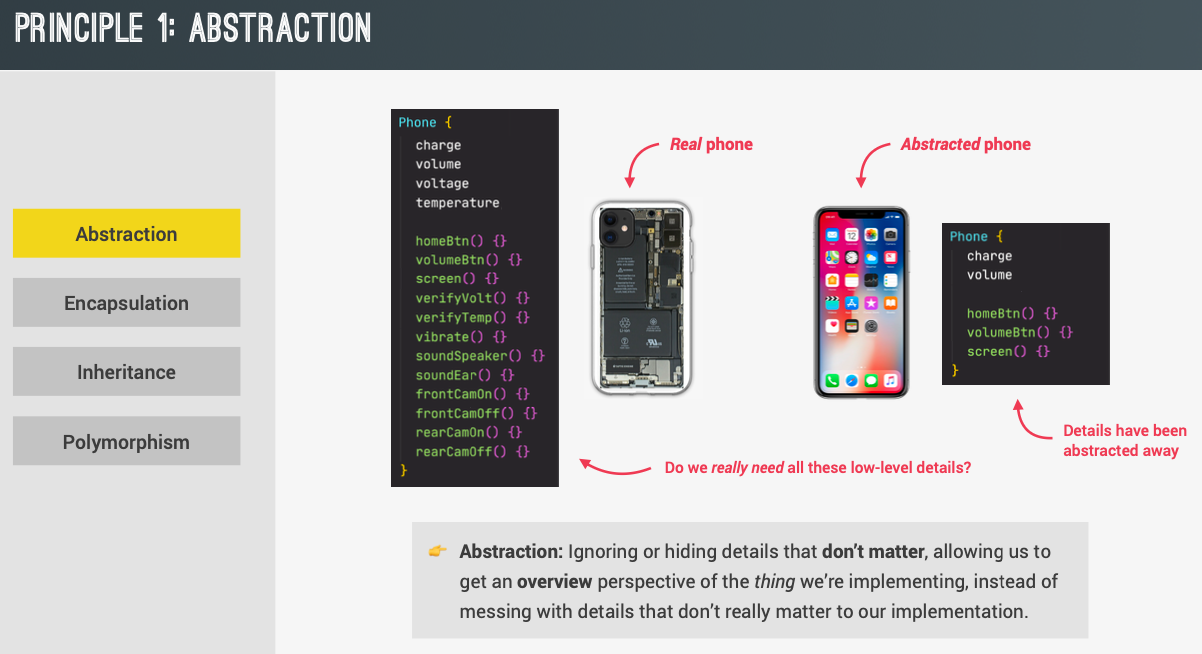 PRINCIPLE 1: ABSTRACTION
Abstraction
Encapsulation
Inheritance
Polymorphism
Phone {
charge
volume
voltage
temperature
homeBtn() {}
volumeBtn() {}
screen() {}
verifyVolt() {}
verifyTemp() {}
vibrate() {}
soundSpeaker() {}
soundEar() {}
frontCamOn() {}
frontCamOff() {}
rearCamOn() {}
rearCamOff() {}
}
Real phone
Abstracted phone
Phone {
charge
volume
homeBtn() {}
volumeBtn() {}
screen() {}
}
Details have been
abstracted away
Do we really need all these low-level details?
👉 Abstraction: Ignoring or hiding details that don’t matter, allowing us to
get an overview perspective of the thing we’re implementing, instead of
messing with details that don’t really matter to our implementation.